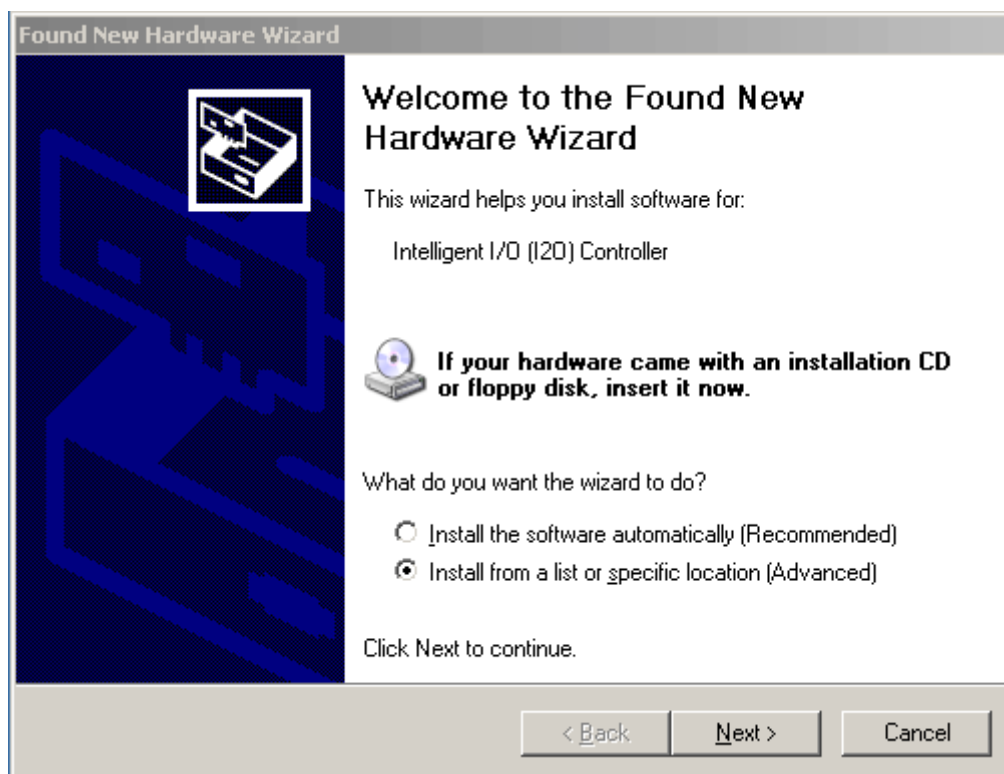 Found New Hardware Wizard
Welcome to the Found New
Hardware Wizard
This wizard helps you install software for:
Intelligent I/O (I2O) Controller
If your hardware came with an installation CD
or floppy disk, insert it now.
What do you want the wizard to do?
Install the software automatically (Recommended)
Install from a list or specific location (Advanced)
Click Next to continue.
< Back
Next >
Cancel